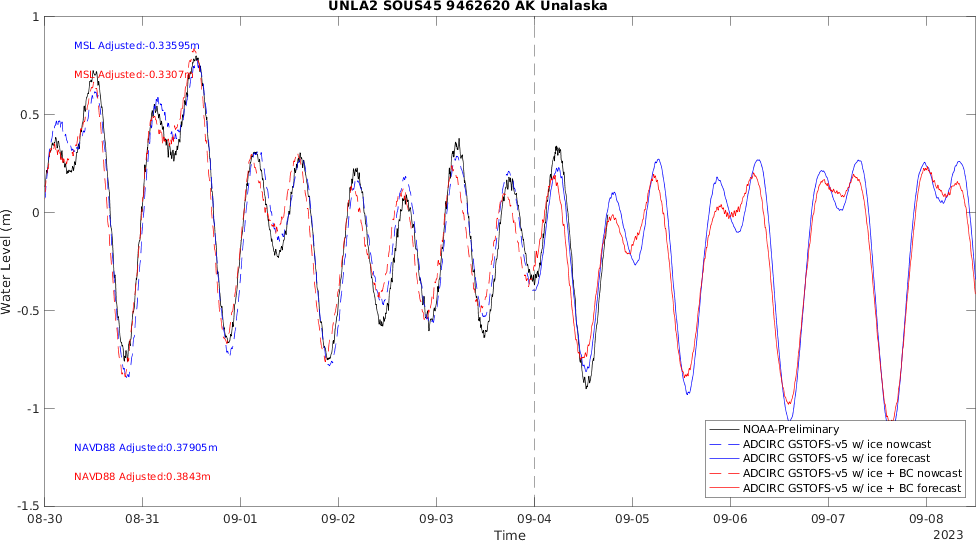 UNLA2 SOUS45 9462620 AK Unalaska
1
0.5
0
-0.5
-1
-1.5
Water Level (m)
MSL Adjusted:-0.33595m
MSL Adjusted:-0.3307m
NAVD88 Adjusted:0.37905m
NAVD88 Adjusted:0.3843m
NOAA-Preliminary
ADCIRC GSTOFS-v5 w/ ice nowcast
ADCIRC GSTOFS-v5 w/ ice forecast
ADCIRC GSTOFS-v5 w/ ice + BC nowcast
ADCIRC GSTOFS-v5 w/ ice + BC forecast
08-30 08-31 09-01 09-02 09-03 09-04 09-05 09-06 09-07 09-08
Time
2023